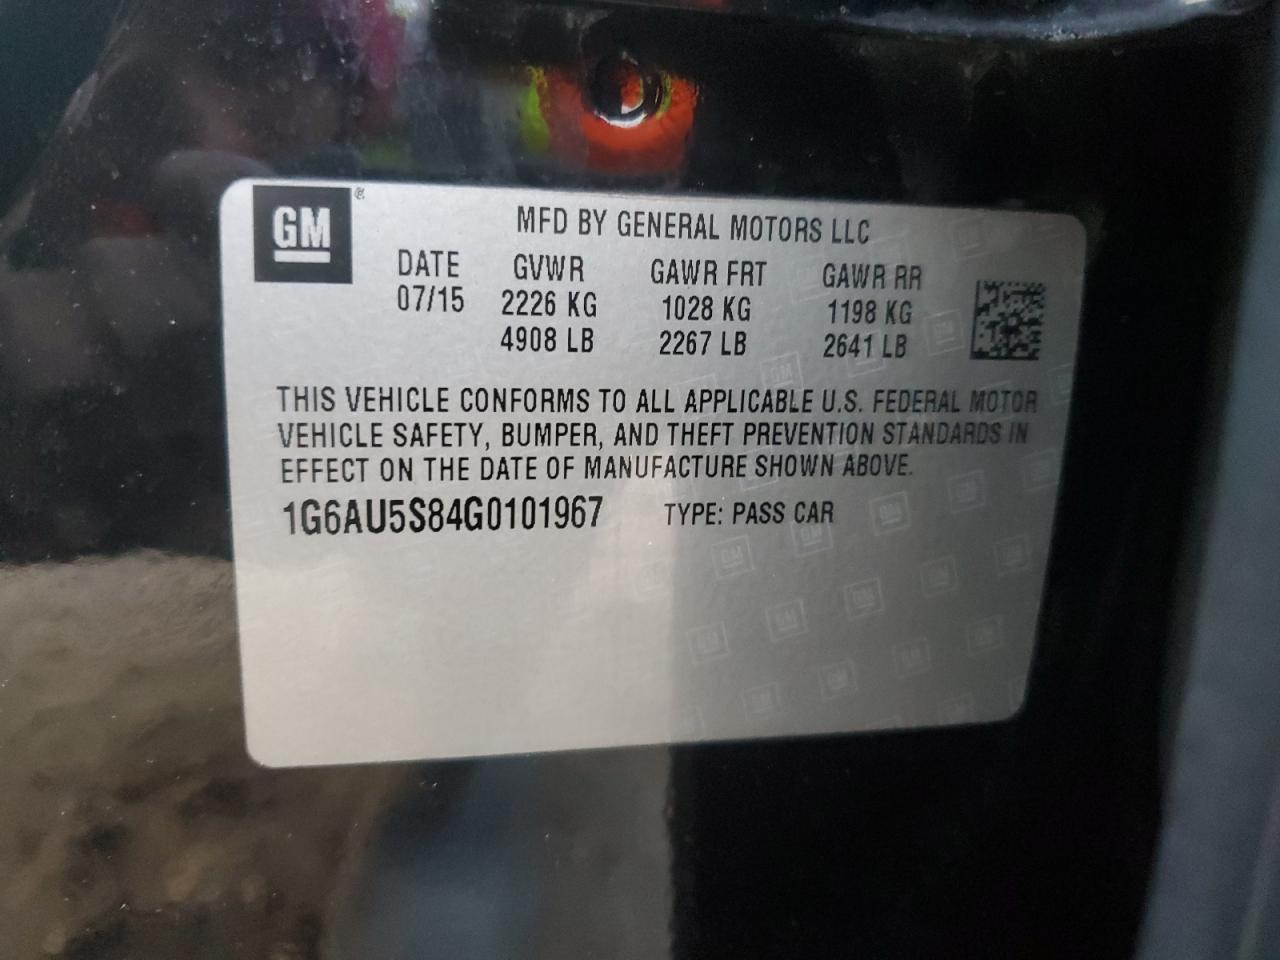 GM®
MFD BY GENERAL MOTORS LLC
DATE GVWR GAWR FRT GAWR RR
07/15 2226 KG 1028 KG 1198 KG
4908 LB 2267 LB 2641 LB
THIS VEHICLE CONFORMS TO ALL APPLICABLE U.S. FEDERAL MOTOR
VEHICLE SAFETY, BUMPER, AND THEFT PREVENTION STANDARDS IN
EFFECT ON THE DATE OF MANUFACTURE SHOWN ABOVE.
1G6AU5S84G0101967 TYPE: PASS CAR